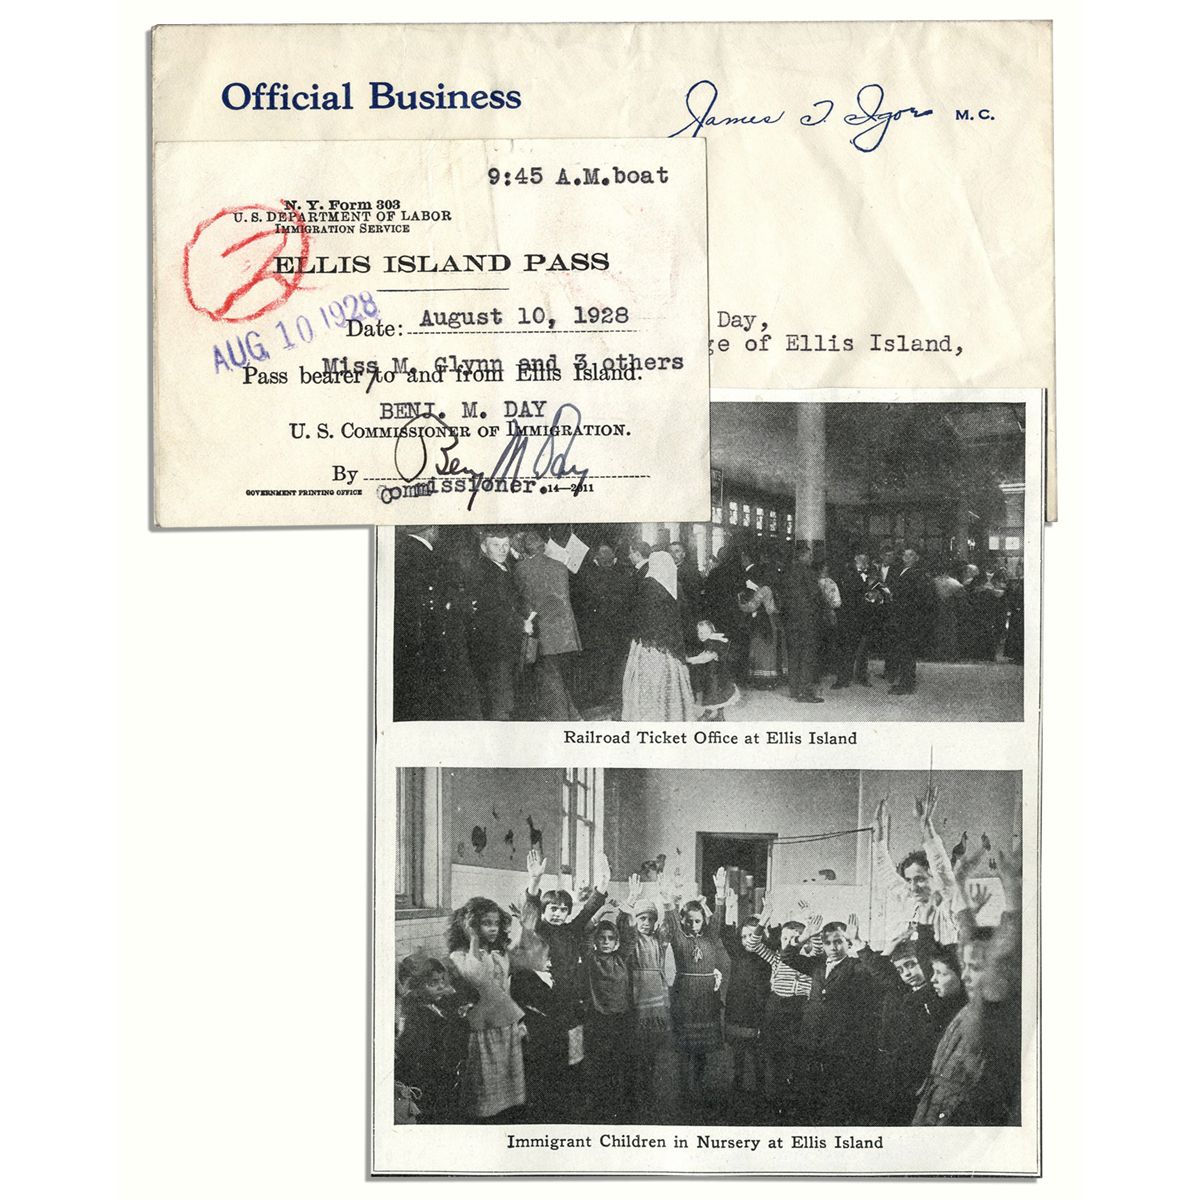 Official Business
James T. Igoe M. C.
9:45 A.M.boat
N. Y. Form 303
U. S. DEPARTMENT OF LABOR
IMMIGRATION SERVICE
ELLIS ISLAND PASS
AUG 10 1928
Date: August 10, 1928
Miss M. Glynn and 3 others
Pass bearer to and from Ellis Island.
BENJ. M. DAY
U. S. COMMISSIONER OF IMMIGRATION.
By Benj M Day
Commissioner.
GOVERNMENT PRINTING OFFICE 14—2011
Day,
ge of Ellis Island,
Railroad Ticket Office at Ellis Island
Immigrant Children in Nursery at Ellis Island